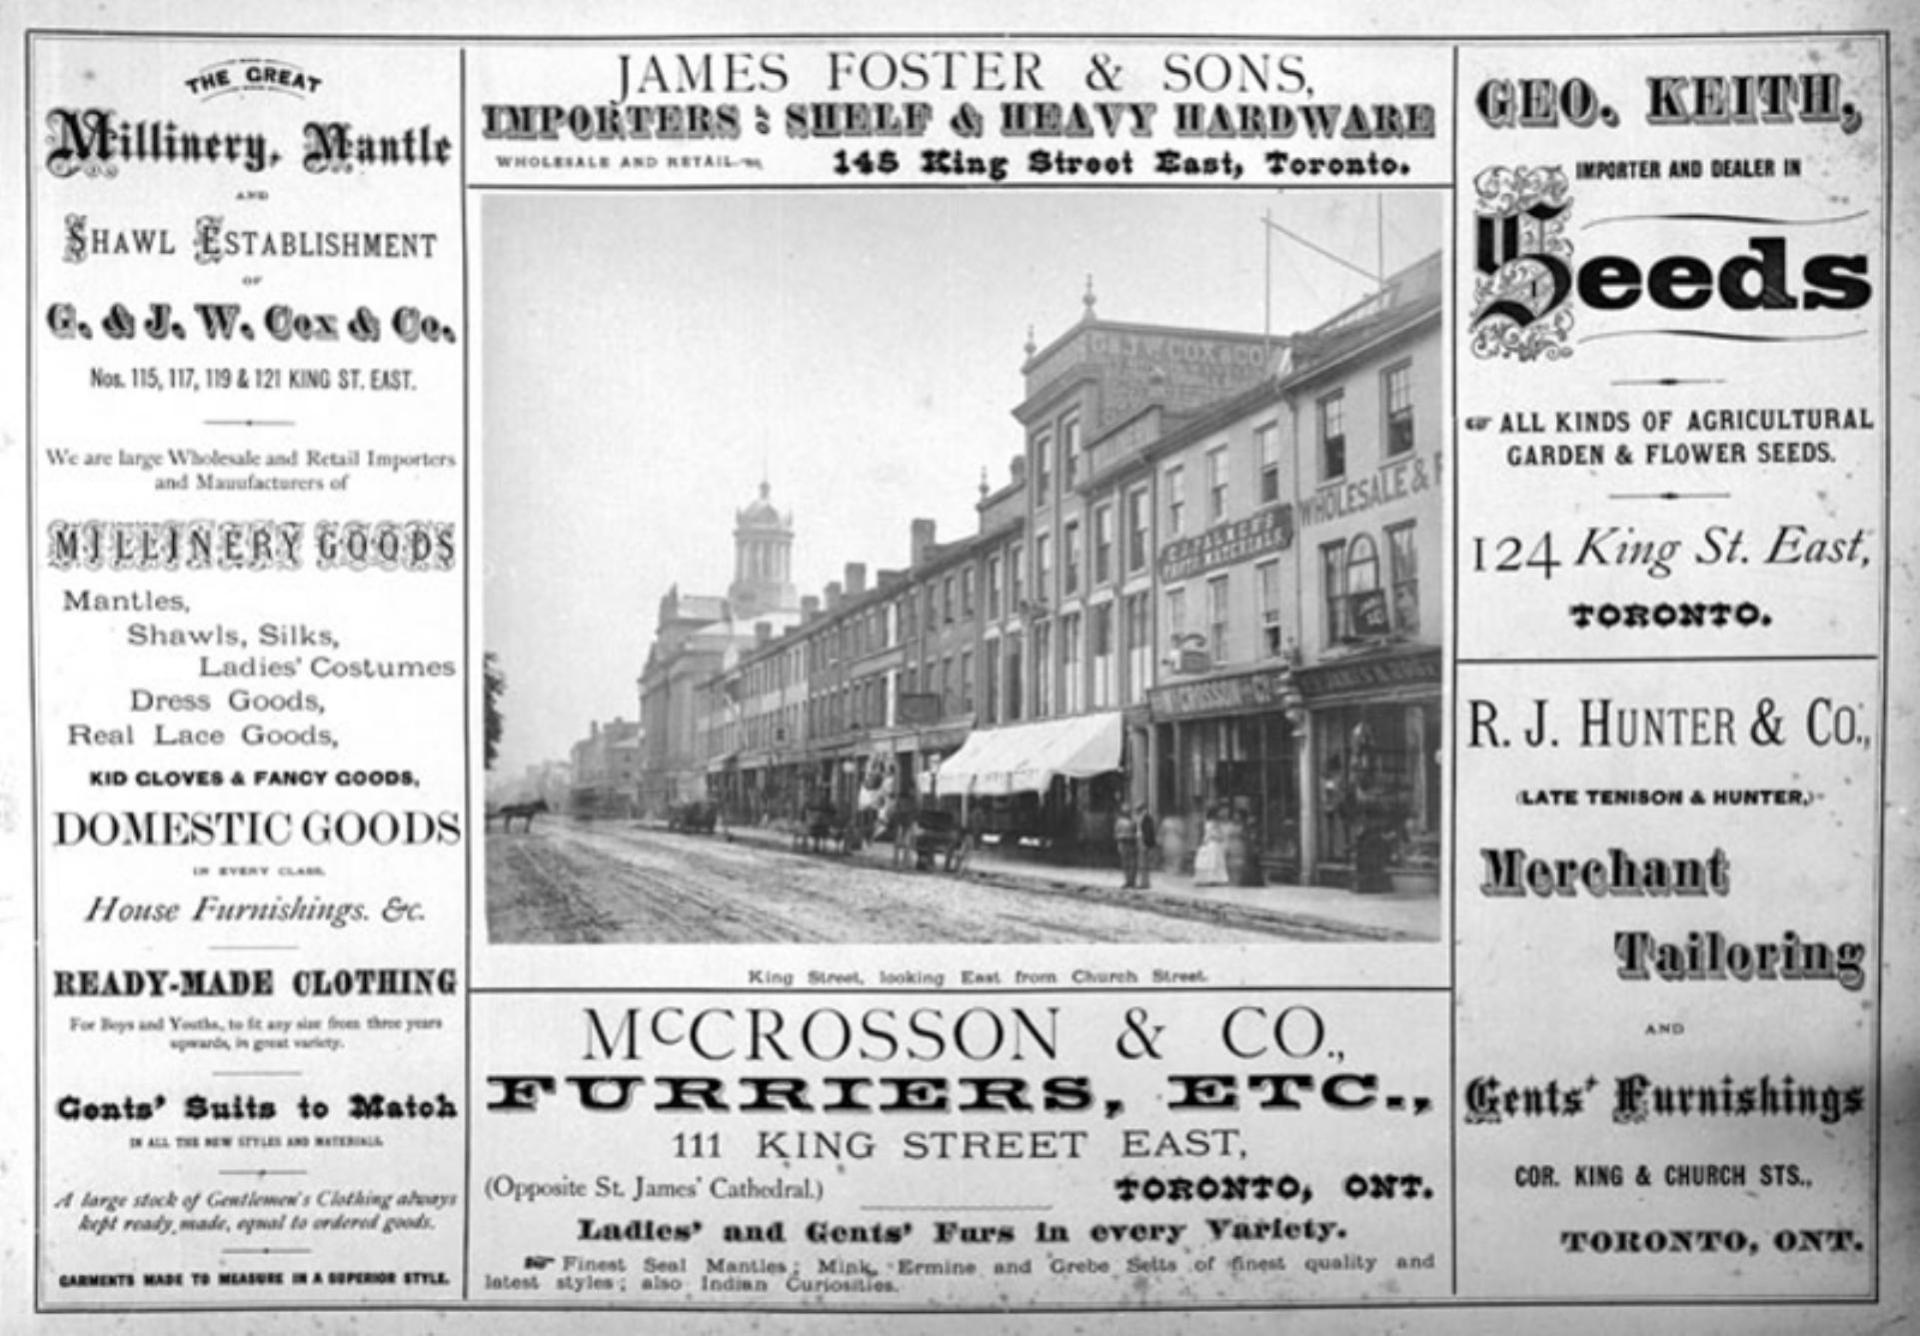 THE GREAT
Millinery, Mantle
AND
SHAWL ESTABLISHMENT
OF
G. & J. W. Cox & Co.
Nos. 115, 117, 119 & 121 KING ST. EAST.
We are large Wholesale and Retail Importers
and Manufacturers of
MILLINERY GOODS
Mantles,
Shawls, Silks,
Ladies' Costumes
Dress Goods,
Real Lace Goods,
KID GLOVES & FANCY GOODS,
DOMESTIC GOODS
IN EVERY CLASS,
House Furnishings. &c.
READY-MADE CLOTHING
For Boys and Youths, to fit any size from three years
upwards, in great variety.
Gents' Suits to Match
IN ALL THE NEW STYLES AND MATERIALS.
A large stock of Gentlemen's Clothing always
kept ready made, equal to ordered goods.
GARMENTS MADE TO MEASURE IN A SUPERIOR STYLE.
JAMES FOSTER & SONS,
IMPORTERS OF SHELF & HEAVY HARDWARE
WHOLESALE AND RETAIL
145 King Street East, Toronto.
G & J W COX & CO
PHOTO MATERIALS
WHOLESALE &
McCROSSON & Co
King Street, looking East from Church Street.
McCROSSON & CO.,
FURRIERS, ETC.,
111 KING STREET EAST,
(Opposite St. James' Cathedral.) TORONTO, ONT.
Ladies' and Gents' Furs in every Variety.
Finest Seal Mantles; Mink, Ermine and Grebe Setts of finest quality and
latest styles; also Indian Curiosities.
GEO. KEITH,
IMPORTER AND DEALER IN
Seeds
ALL KINDS OF AGRICULTURAL
GARDEN & FLOWER SEEDS.
124 King St. East,
TORONTO.
R. J. HUNTER & Co.,
(LATE TENISON & HUNTER,)
Merchant
Tailoring
AND
Gents' Furnishings
COR. KING & CHURCH STS.,
TORONTO, ONT.